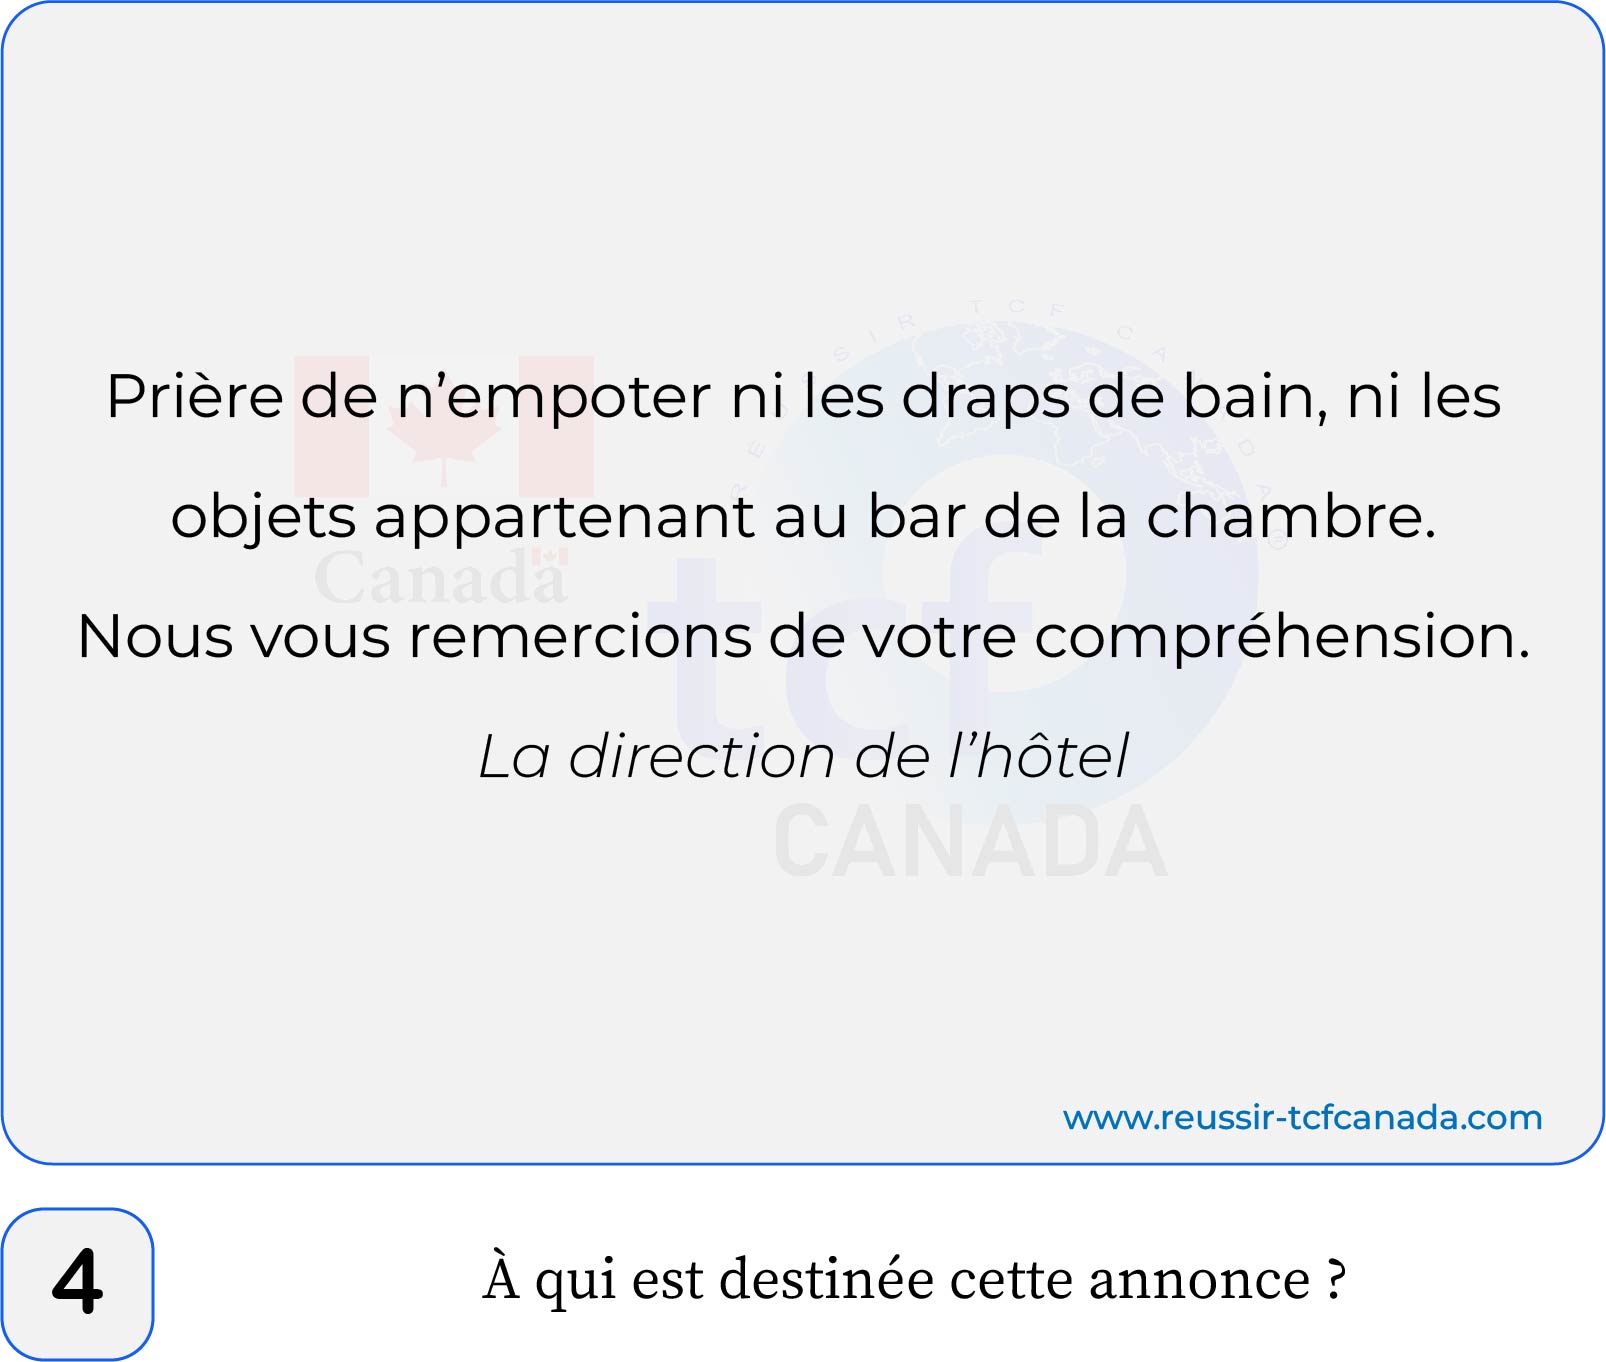 Prière de n’empoter ni les draps de bain, ni les
objets appartenant au bar de la chambre.
Nous vous remercions de votre compréhension.
La direction de l’hôtel
RÉUSSIR TCF CANADA
Canada
tcf
CANADA
www.reussir-tcfcanada.com
4
À qui est destinée cette annonce ?